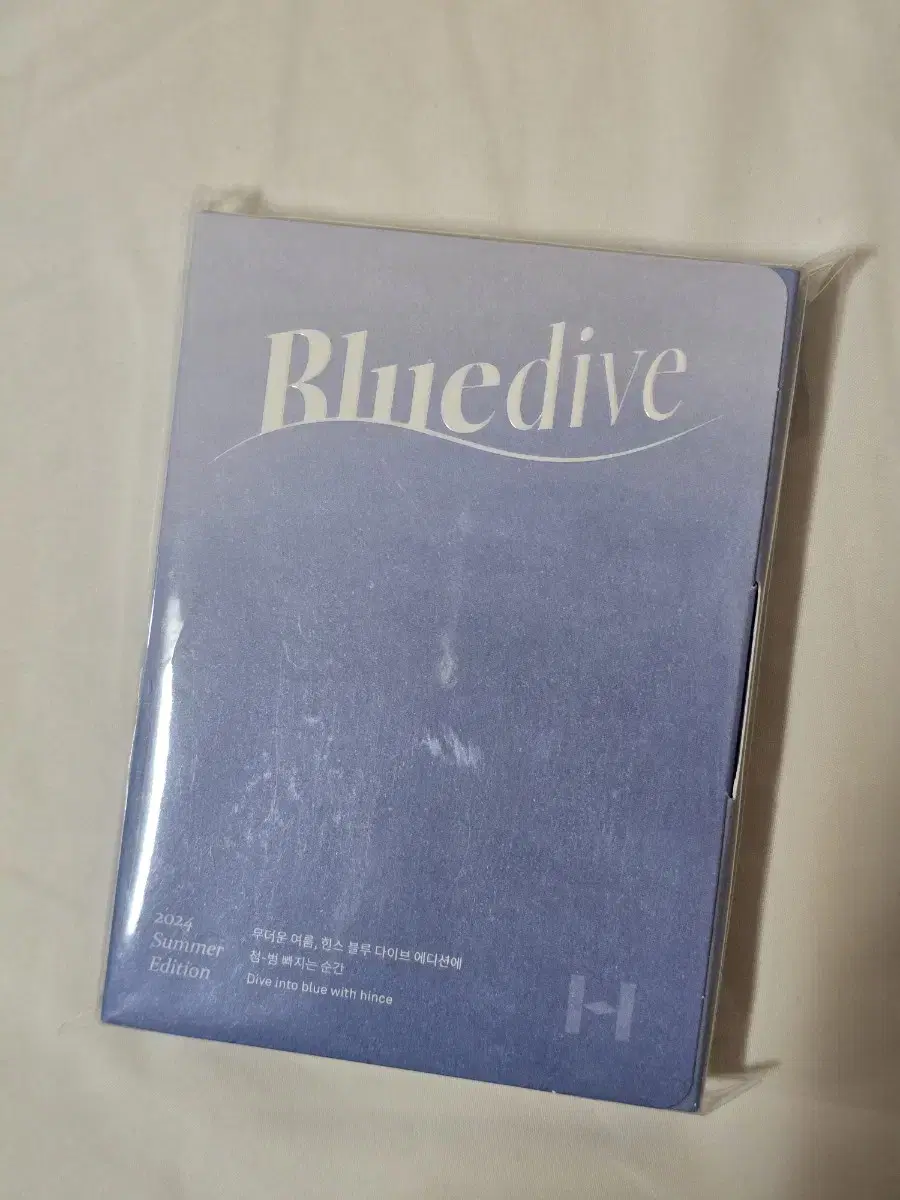 Bluedive
2024
Summer
Edition
무더운 여름, 힌스 블루 다이브 에디션에
첨-벙 빠지는 순간
Dive into blue with hince